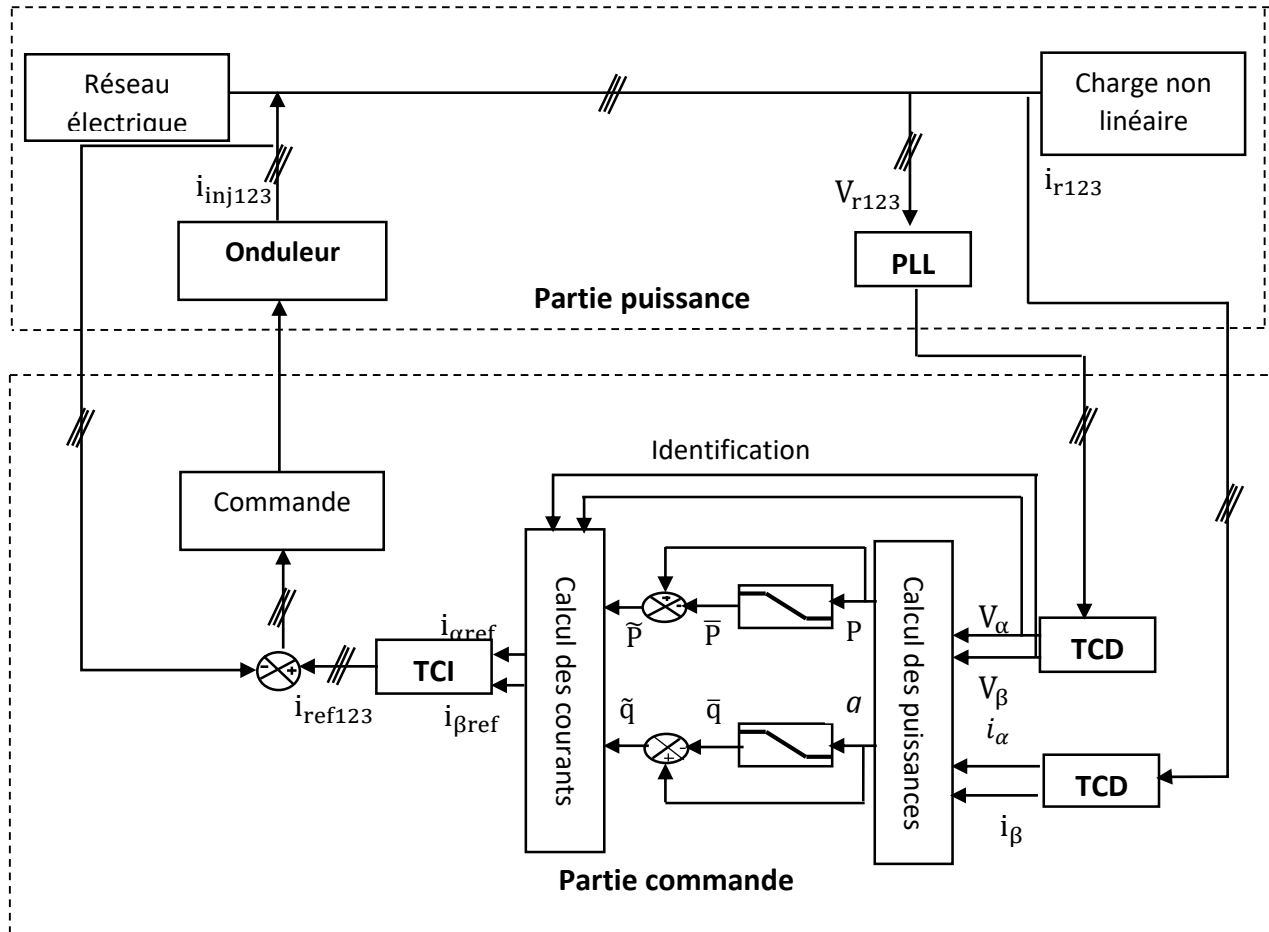 Réseau
électrique
Charge non
linéaire
i_inj123
V_r123
i_r123
Onduleur
PLL
Partie puissance
Identification
Commande
Calcul des courants
Calcul des puissances
+
-
P̃
P̅
P
V_α
TCD
V_β
i_αref
-
+
TCI
i_ref123
i_βref
q̃
q̅
q
-
+
i_α
TCD
i_β
Partie commande